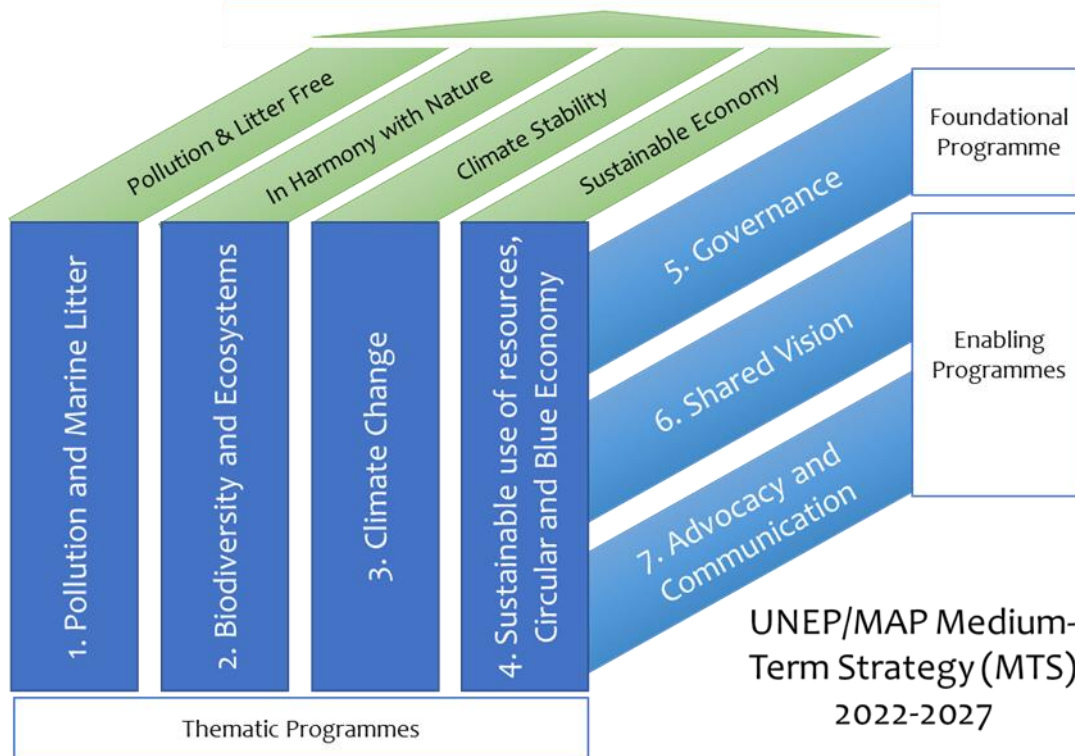 Pollution & Litter Free
In Harmony with Nature
Climate Stability
Sustainable Economy
1. Pollution and Marine Litter
2. Biodiversity and Ecosystems
3. Climate Change
4. Sustainable use of resources,
Circular and Blue Economy
5. Governance
6. Shared Vision
7. Advocacy and
Communication
Foundational
Programme
Enabling
Programmes
Thematic Programmes
UNEP/MAP Medium-
Term Strategy (MTS)
2022-2027